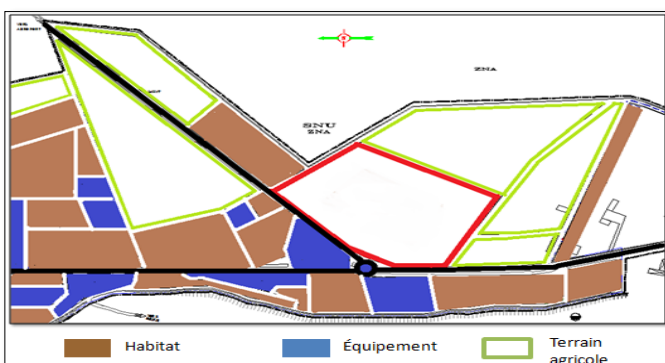 ZNA
SNU
ZNA
Habitat
Équipement
Terrain
agricole